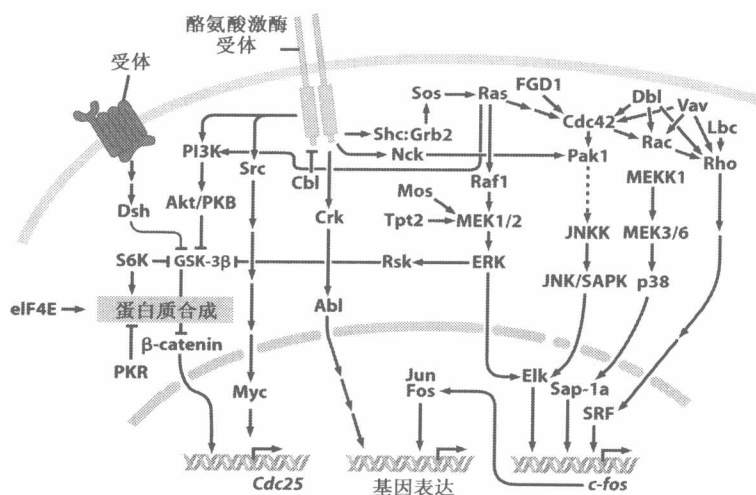 酪氨酸激酶
受体
受体
Sos
Ras
FGD1
Dbl
Vav
Cdc42
Lbc
Shc:Grb2
Rac
PI3K
Src
Cbl
Nck
Pak1
Rho
Raf1
MEKK1
Akt/PKB
Mos
Dsh
Crk
Tpt2
MEK1/2
JNKK
MEK3/6
S6K
GSK-3β
Rsk
ERK
JNK/SAPK
p38
eIF4E
蛋白质合成
Abl
β-catenin
PKR
Myc
Jun
Fos
Elk
Sap-1a
SRF
Cdc25
基因表达
c-fos